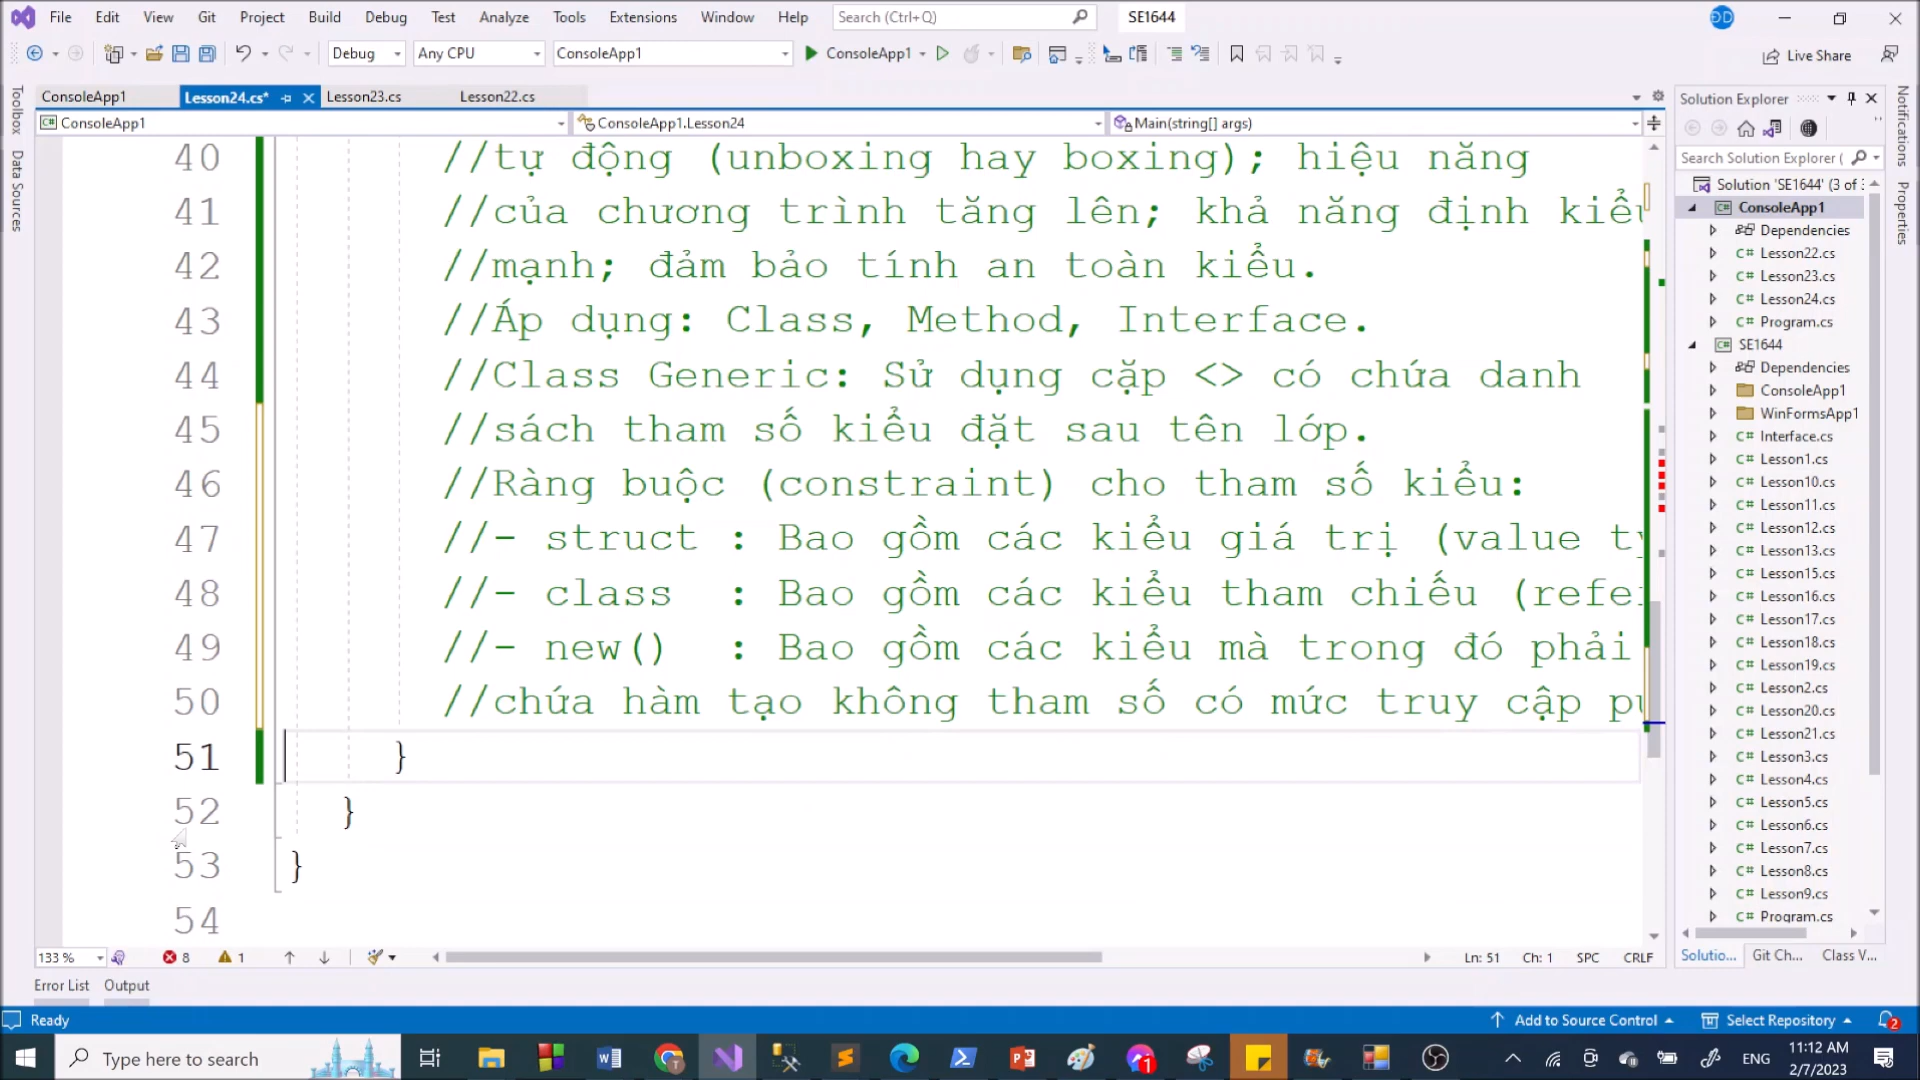 File Edit View Git Project Build Debug Test Analyze Tools Extensions Window Help Search (Ctrl+Q) SE1644
Debug Any CPU ConsoleApp1 ConsoleApp1 Live Share
ConsoleApp1 Lesson24.cs* Lesson23.cs Lesson22.cs
ConsoleApp1 ConsoleApp1.Lesson24 Main(string[] args)
Toolbox
Data Sources
40 //tự động (unboxing hay boxing); hiệu năng
41 //của chương trình tăng lên; khả năng định kiểu
42 //mạnh; đảm bảo tính an toàn kiểu.
43 //Áp dụng: Class, Method, Interface.
44 //Class Generic: Sử dụng cặp <> có chứa danh
45 //sách tham số kiểu đặt sau tên lớp.
46 //Ràng buộc (constraint) cho tham số kiểu:
47 //- struct : Bao gồm các kiểu giá trị (value ty
48 //- class : Bao gồm các kiểu tham chiếu (refe
49 //- new() : Bao gồm các kiểu mà trong đó phải
50 //chứa hàm tạo không tham số có mức truy cập pu
51 }
52 }
53 }
54
133 % 8 1 Ln: 51 Ch: 1 SPC CRLF
Solution Explorer
Search Solution Explorer (
Solution 'SE1644' (3 of
ConsoleApp1
Dependencies
C# Lesson22.cs
C# Lesson23.cs
C# Lesson24.cs
C# Program.cs
SE1644
Dependencies
ConsoleApp1
WinFormsApp1
C# Interface.cs
C# Lesson1.cs
C# Lesson10.cs
C# Lesson11.cs
C# Lesson12.cs
C# Lesson13.cs
C# Lesson15.cs
C# Lesson16.cs
C# Lesson17.cs
C# Lesson18.cs
C# Lesson19.cs
C# Lesson2.cs
C# Lesson20.cs
C# Lesson21.cs
C# Lesson3.cs
C# Lesson4.cs
C# Lesson5.cs
C# Lesson6.cs
C# Lesson7.cs
C# Lesson8.cs
C# Lesson9.cs
C# Program.cs
Solutio... Git Ch... Class V...
Notifications
Properties
Error List Output
Ready Add to Source Control Select Repository 2
Type here to search 1 ENG 11:12 AM
2/7/2023